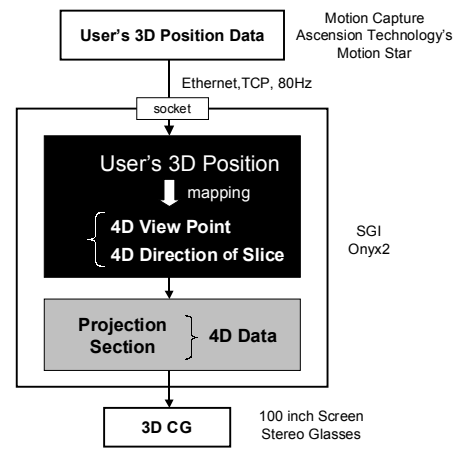 User's 3D Position Data
Motion Capture
Ascension Technology's
Motion Star
Ethernet,TCP, 80Hz
socket
User's 3D Position
mapping
4D View Point
4D Direction of Slice
SGI
Onyx2
Projection
Section
4D Data
3D CG
100 inch Screen
Stereo Glasses